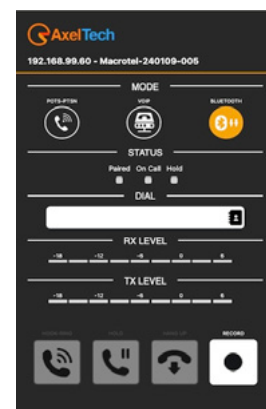 AxelTech
192.168.99.60 - Macrotel-240109-005
MODE
POTS-PTSN VOIP BLUETOOTH
STATUS
Paired On Call Hold
DIAL
RX LEVEL
-18 -12 -6 0 6
TX LEVEL
-18 -12 -6 0 6
HOLD HANG UP RECORD